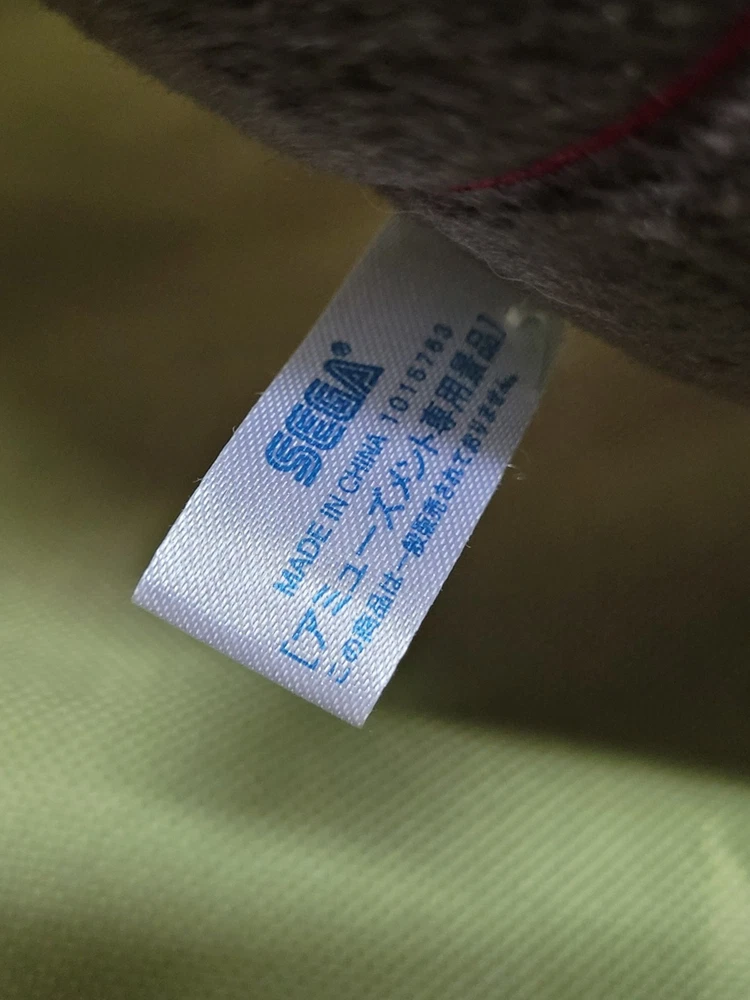 SEGA®
MADE IN CHINA 1015763
[アミューズメント専用景品]
この商品は一般販売されておりません。